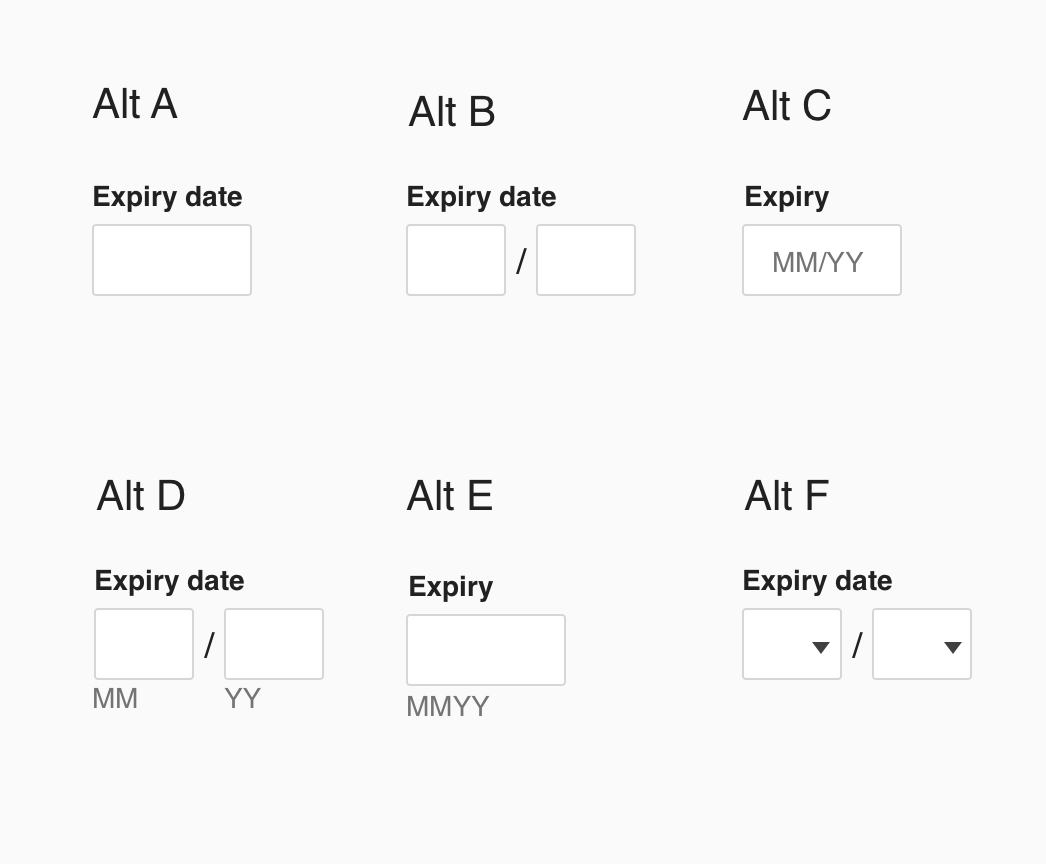 Alt A
Expiry date
Alt B
Expiry date
/
Alt C
Expiry
MM/YY
Alt D
Expiry date
/
MM YY
Alt E
Expiry
MMYY
Alt F
Expiry date
/